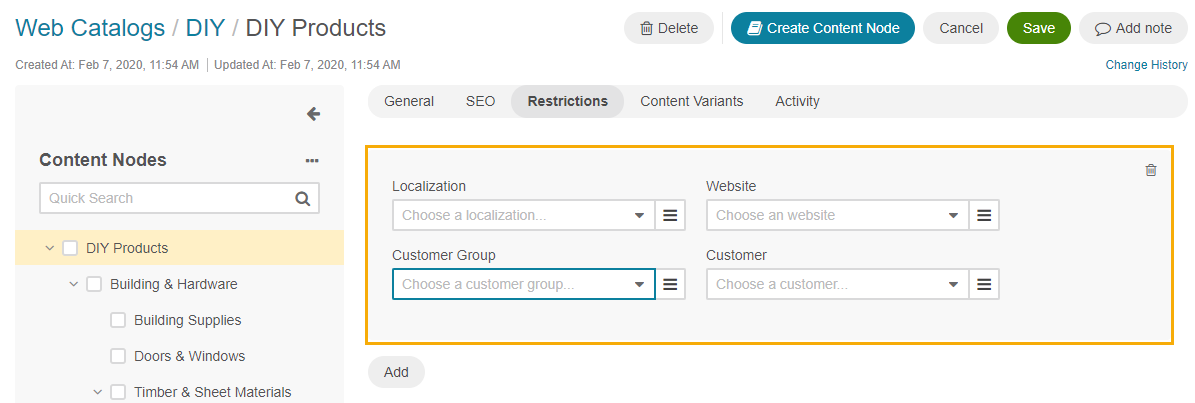 Web Catalogs / DIY / DIY Products
Delete
Create Content Node
Cancel
Save
Add note
Created At: Feb 7, 2020, 11:54 AM | Updated At: Feb 7, 2020, 11:54 AM
Change History
General
SEO
Restrictions
Content Variants
Activity
Content Nodes
...
Quick Search
DIY Products
Building & Hardware
Building Supplies
Doors & Windows
Timber & Sheet Materials
Localization
Choose a localization...
Website
Choose an website
Customer Group
Choose a customer group...
Customer
Choose a customer...
Add